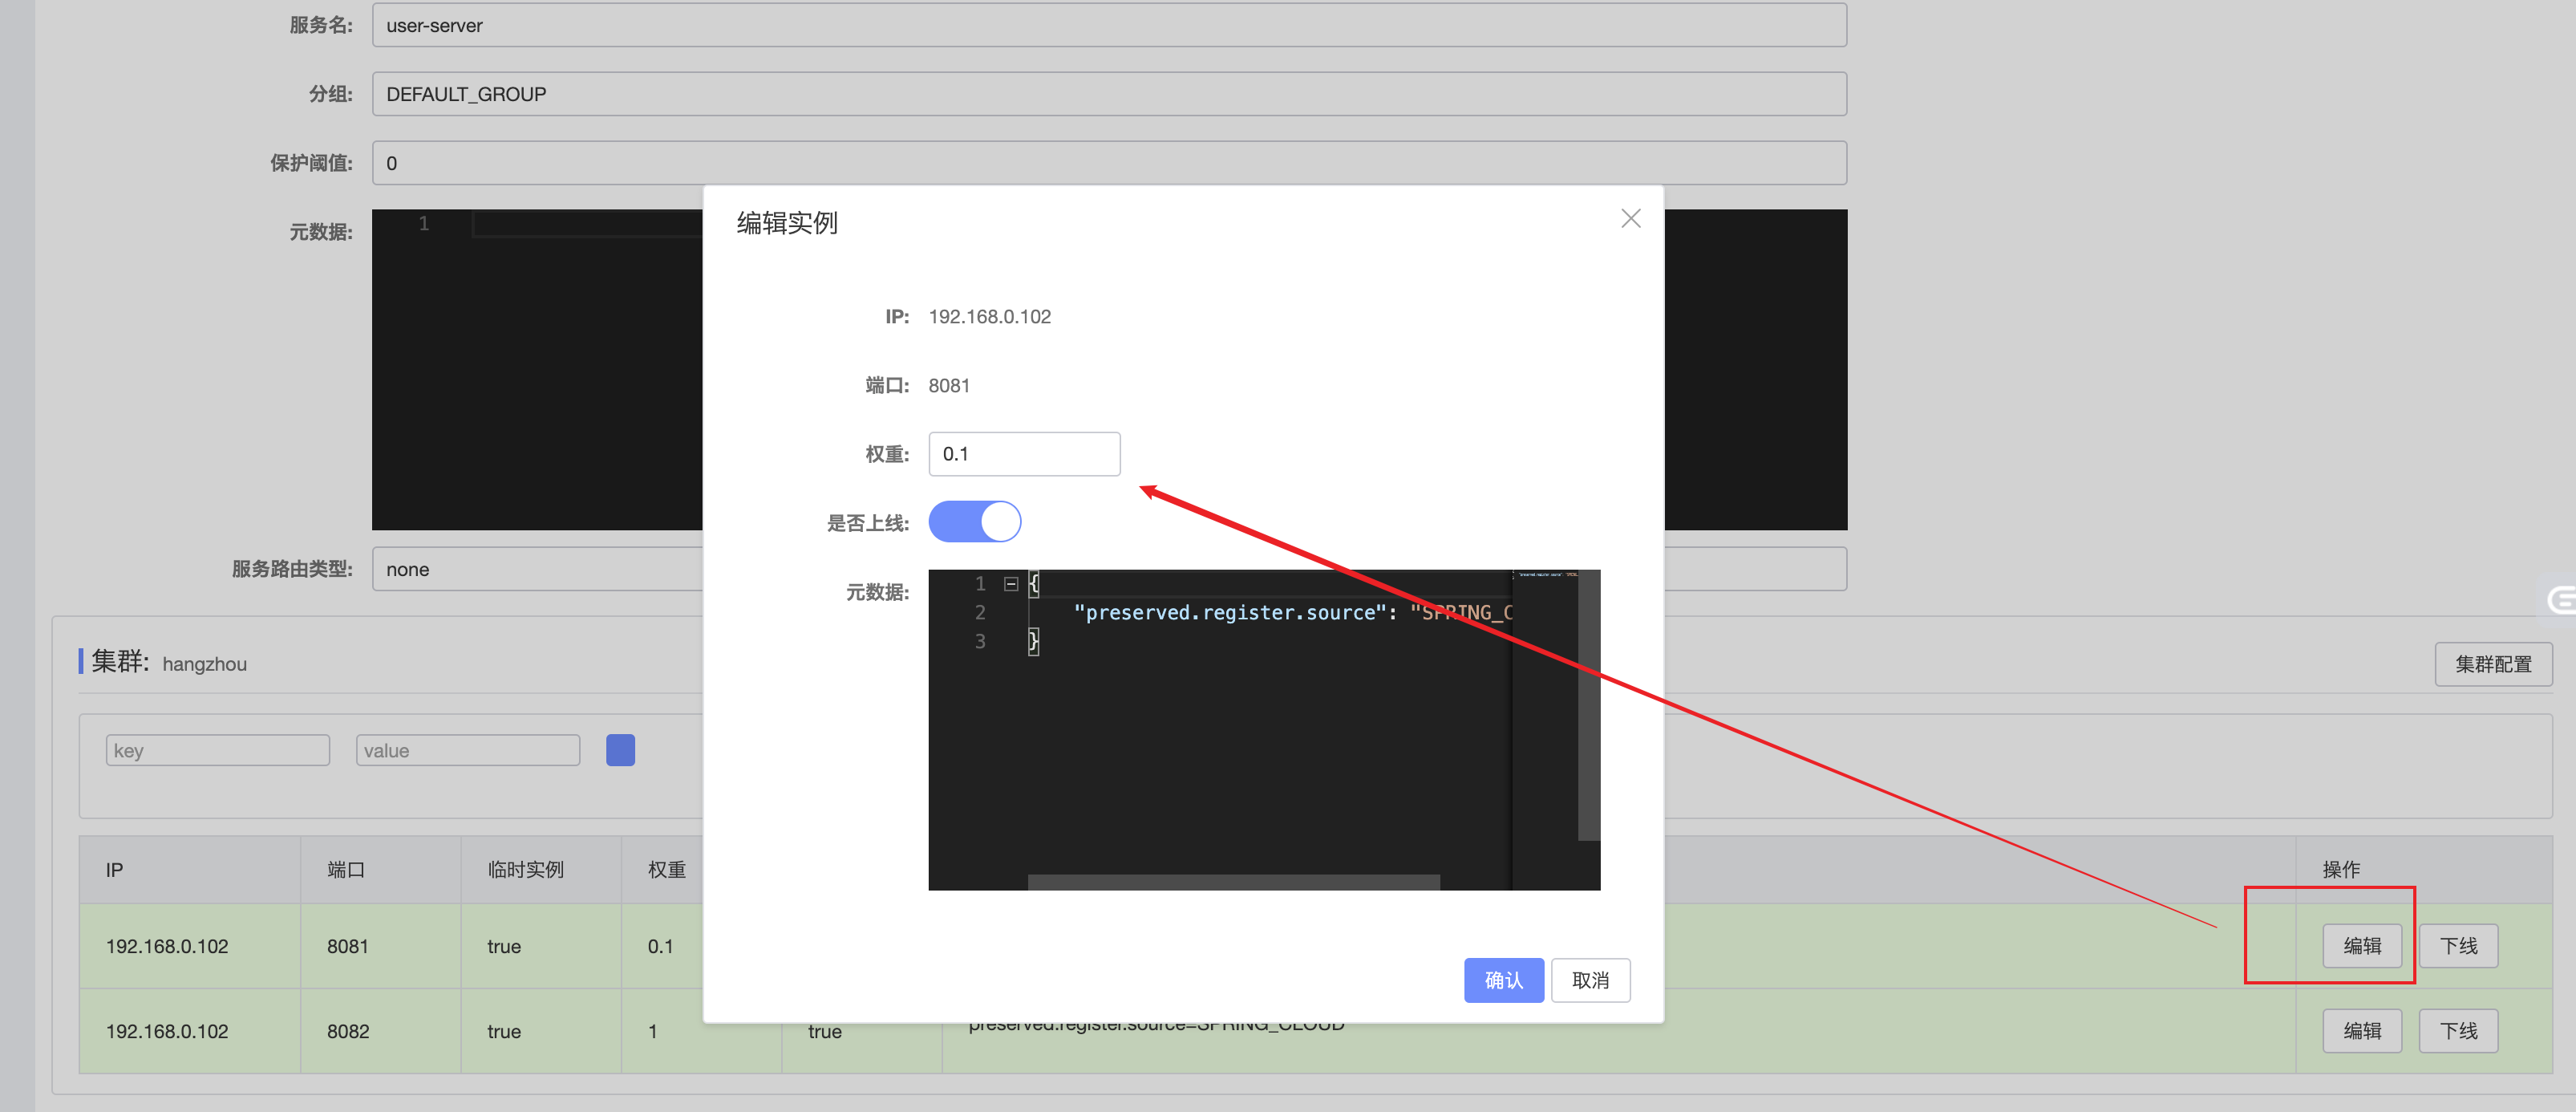 服务名: user-server
分组: DEFAULT_GROUP
保护阈值: 0
元数据: 1
服务路由类型: none
编辑实例
IP: 192.168.0.102
端口: 8081
权重: 0.1
是否上线:
元数据: 1 {
2 "preserved.register.source": "SPRING_C
3 }
确认 取消
集群: hangzhou 集群配置
key value
IP 端口 临时实例 权重 操作
192.168.0.102 8081 true 0.1 编辑 下线
192.168.0.102 8082 true 1 true preserved.register.source=SPRING_CLOUD 编辑 下线